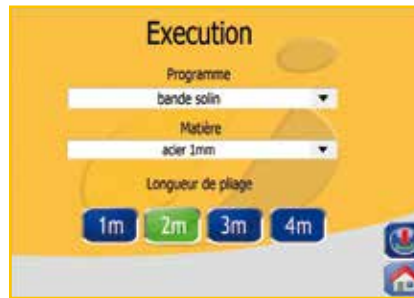 Execution
Programme
bande solin
Matière
acier 1mm
Longueur de pliage
1m 2m 3m 4m